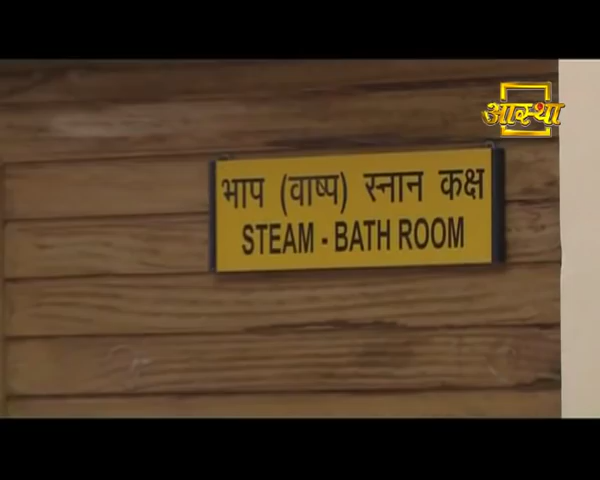 आस्था
भाप (वाष्प) स्नान कक्ष
STEAM - BATH ROOM